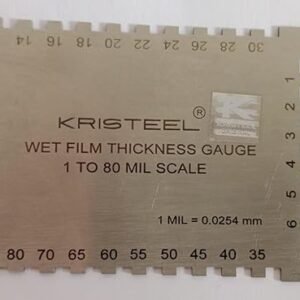 14 16 18 20 22 24 26 28 30
KRISTEEL ®
WET FILM THICKNESS GAUGE
1 TO 80 MIL SCALE
1 MIL = 0.0254 mm
1
2
3
4
5
6
80 70 65 60 55 50 45 40 35